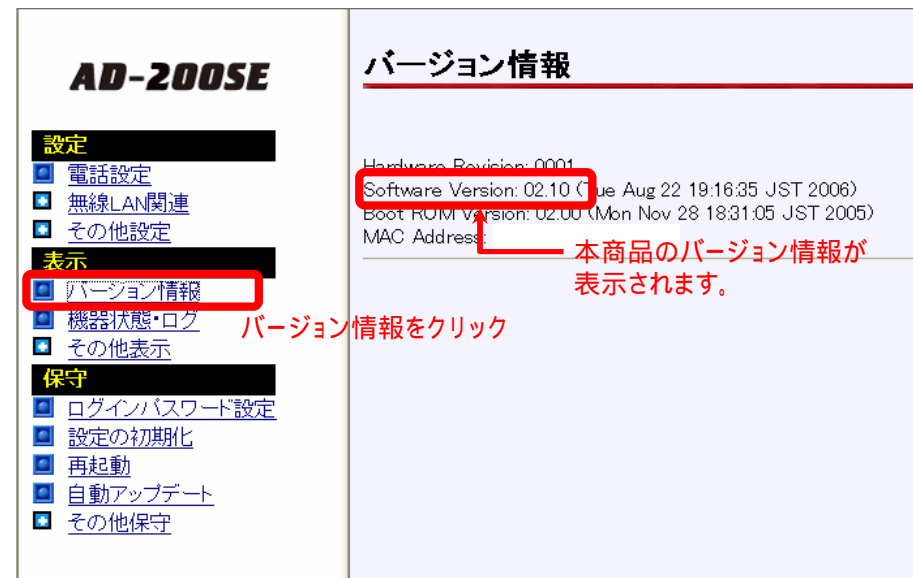 AD-200SE
設定
電話設定
無線LAN関連
その他設定
表示
バージョン情報
機器状態・ログ
その他表示
保守
ログインパスワード設定
設定の初期化
再起動
自動アップデート
その他保守
バージョン情報をクリック
バージョン情報
Hardware Revision: 0001
Software Version: 02.10 (Tue Aug 22 19:16:35 JST 2006)
Boot ROM Version: 02.00 (Mon Nov 28 18:31:05 JST 2005)
MAC Address:
本商品のバージョン情報が
表示されます。